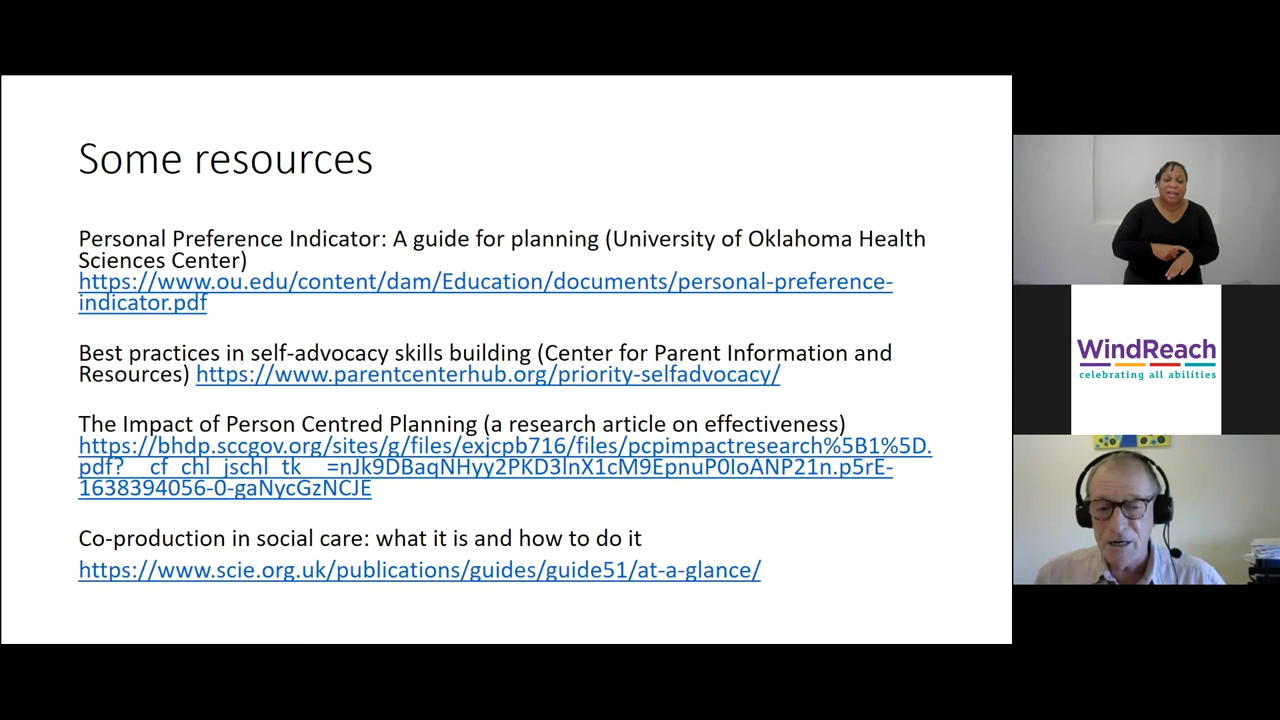 Some resources
Personal Preference Indicator: A guide for planning (University of Oklahoma Health
Sciences Center)
https://www.ou.edu/content/dam/Education/documents/personal-preference-
indicator.pdf
Best practices in self-advocacy skills building (Center for Parent Information and
Resources) https://www.parentcenterhub.org/priority-selfadvocacy/
The Impact of Person Centred Planning (a research article on effectiveness)
https://bhdp.sccgov.org/sites/g/files/exjcpb716/files/pcpimpactresearch%5B1%5D.
pdf?__cf_chl_jschl_tk__=nJk9DBaqNHyy2PKD3lnX1cM9EpnuP0IoANP21n.p5rE-
1638394056-0-gaNycGzNCJE
Co-production in social care: what it is and how to do it
https://www.scie.org.uk/publications/guides/guide51/at-a-glance/
WindReach
celebrating all abilities